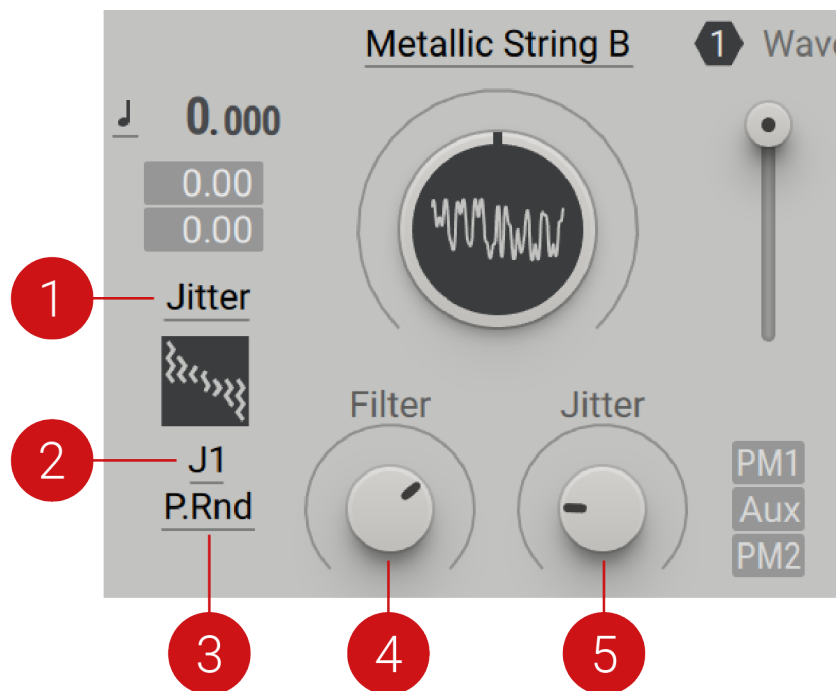 Metallic String B
1 Wave
0.000
0.00
0.00
1
Jitter
Filter
Jitter
2
J1
P.Rnd
PM1
Aux
PM2
3
4
5